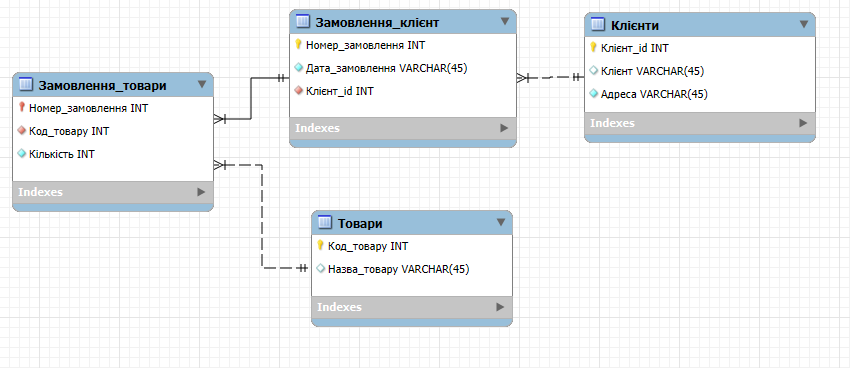 Замовлення_товари
Номер_замовлення INT
Код_товару INT
Кількість INT
Indexes
Замовлення_клієнт
Номер_замовлення INT
Дата_замовлення VARCHAR(45)
Клієнт_id INT
Indexes
Клієнти
Клієнт_id INT
Клієнт VARCHAR(45)
Адреса VARCHAR(45)
Indexes
Товари
Код_товару INT
Назва_товару VARCHAR(45)
Indexes